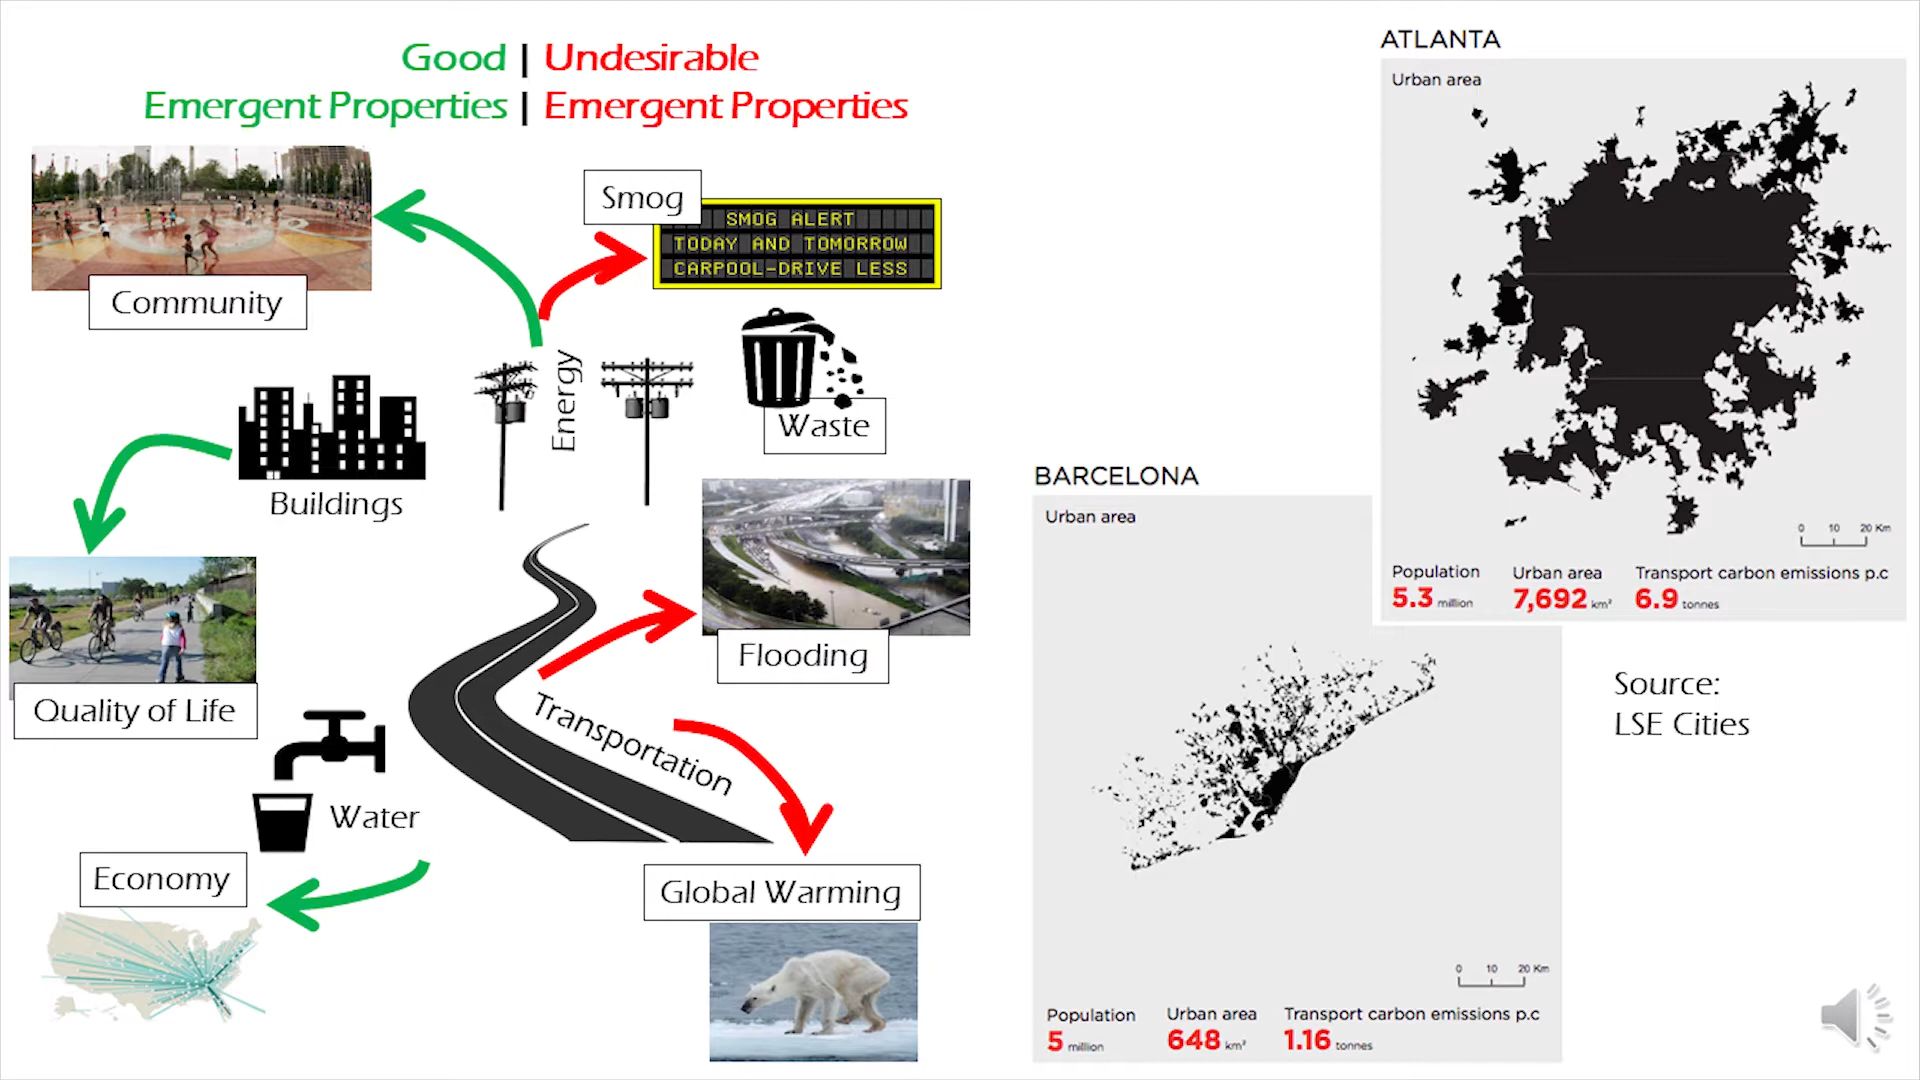 Good | Undesirable
Emergent Properties | Emergent Properties
Smog
SMOG ALERT
TODAY AND TOMORROW
CARPOOL-DRIVE LESS
Community
Energy
Waste
Buildings
Flooding
Quality of Life
Transportation
Water
Economy
Global Warming
ATLANTA
Urban area
0 10 20 Km
Population Urban area Transport carbon emissions p.c
5.3 million 7,692 km² 6.9 tonnes
BARCELONA
Urban area
0 10 20 Km
Population Urban area Transport carbon emissions p.c
5 million 648 km² 1.16 tonnes
Source:
LSE Cities